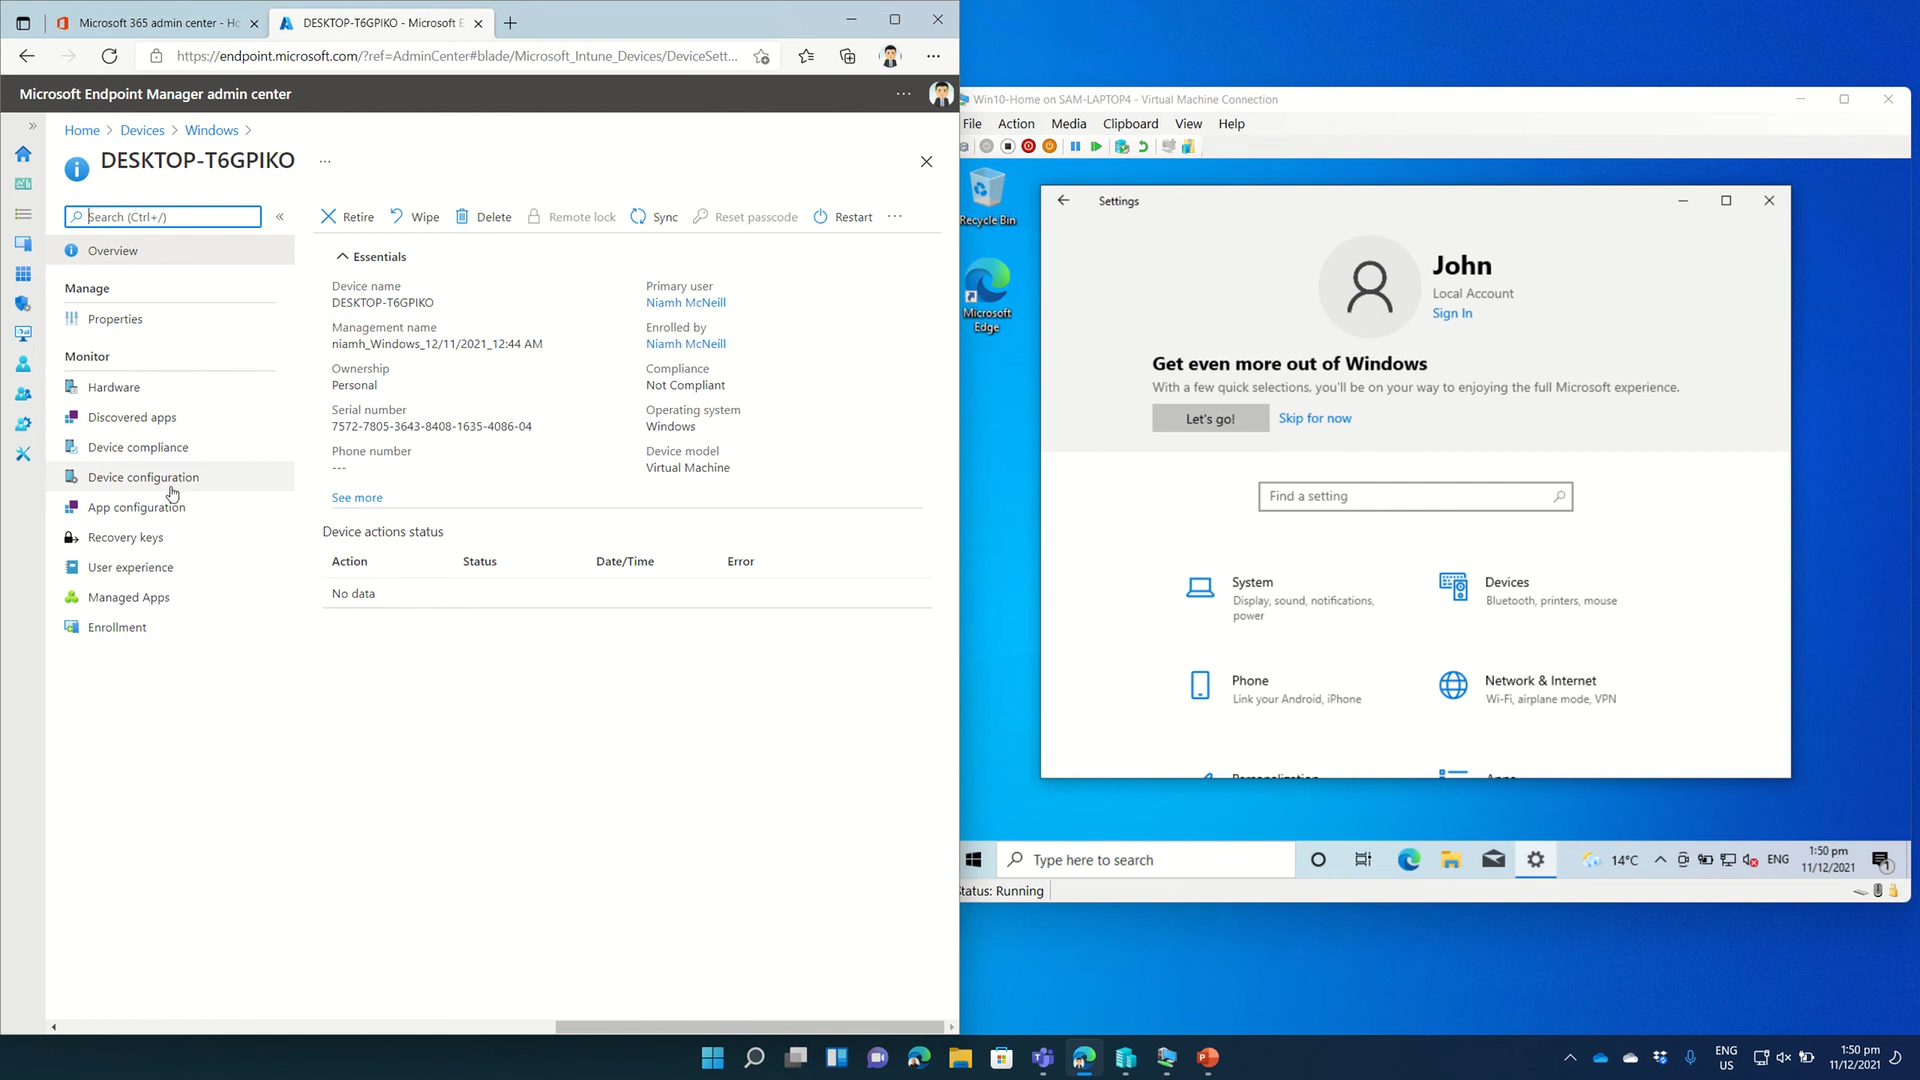 Microsoft 365 admin center - Ho
DESKTOP-T6GPIKO - Microsoft E
https://endpoint.microsoft.com/?ref=AdminCenter#blade/Microsoft_Intune_Devices/DeviceSett...
Microsoft Endpoint Manager admin center
Home > Devices > Windows >
DESKTOP-T6GPIKO
Search (Ctrl+/)
Retire
Wipe
Delete
Remote lock
Sync
Reset passcode
Restart
Overview
Manage
Properties
Monitor
Hardware
Discovered apps
Device compliance
Device configuration
App configuration
Recovery keys
User experience
Managed Apps
Enrollment
Essentials
Device name
DESKTOP-T6GPIKO
Management name
niamh_Windows_12/11/2021_12:44 AM
Ownership
Personal
Serial number
7572-7805-3643-8408-1635-4086-04
Phone number
---
See more
Primary user
Niamh McNeill
Enrolled by
Niamh McNeill
Compliance
Not Compliant
Operating system
Windows
Device model
Virtual Machine
Device actions status
Action Status Date/Time Error
No data
Win10-Home on SAM-LAPTOP4 - Virtual Machine Connection
File Action Media Clipboard View Help
Recycle Bin
Microsoft
Edge
Settings
John
Local Account
Sign In
Get even more out of Windows
With a few quick selections, you'll be on your way to enjoying the full Microsoft experience.
Let's go!
Skip for now
Find a setting
System
Display, sound, notifications,
power
Devices
Bluetooth, printers, mouse
Phone
Link your Android, iPhone
Network & Internet
Wi-Fi, airplane mode, VPN
Type here to search
14°C
ENG
1:50 pm
11/12/2021
1
Status: Running
ENG
US
1:50 pm
11/12/2021